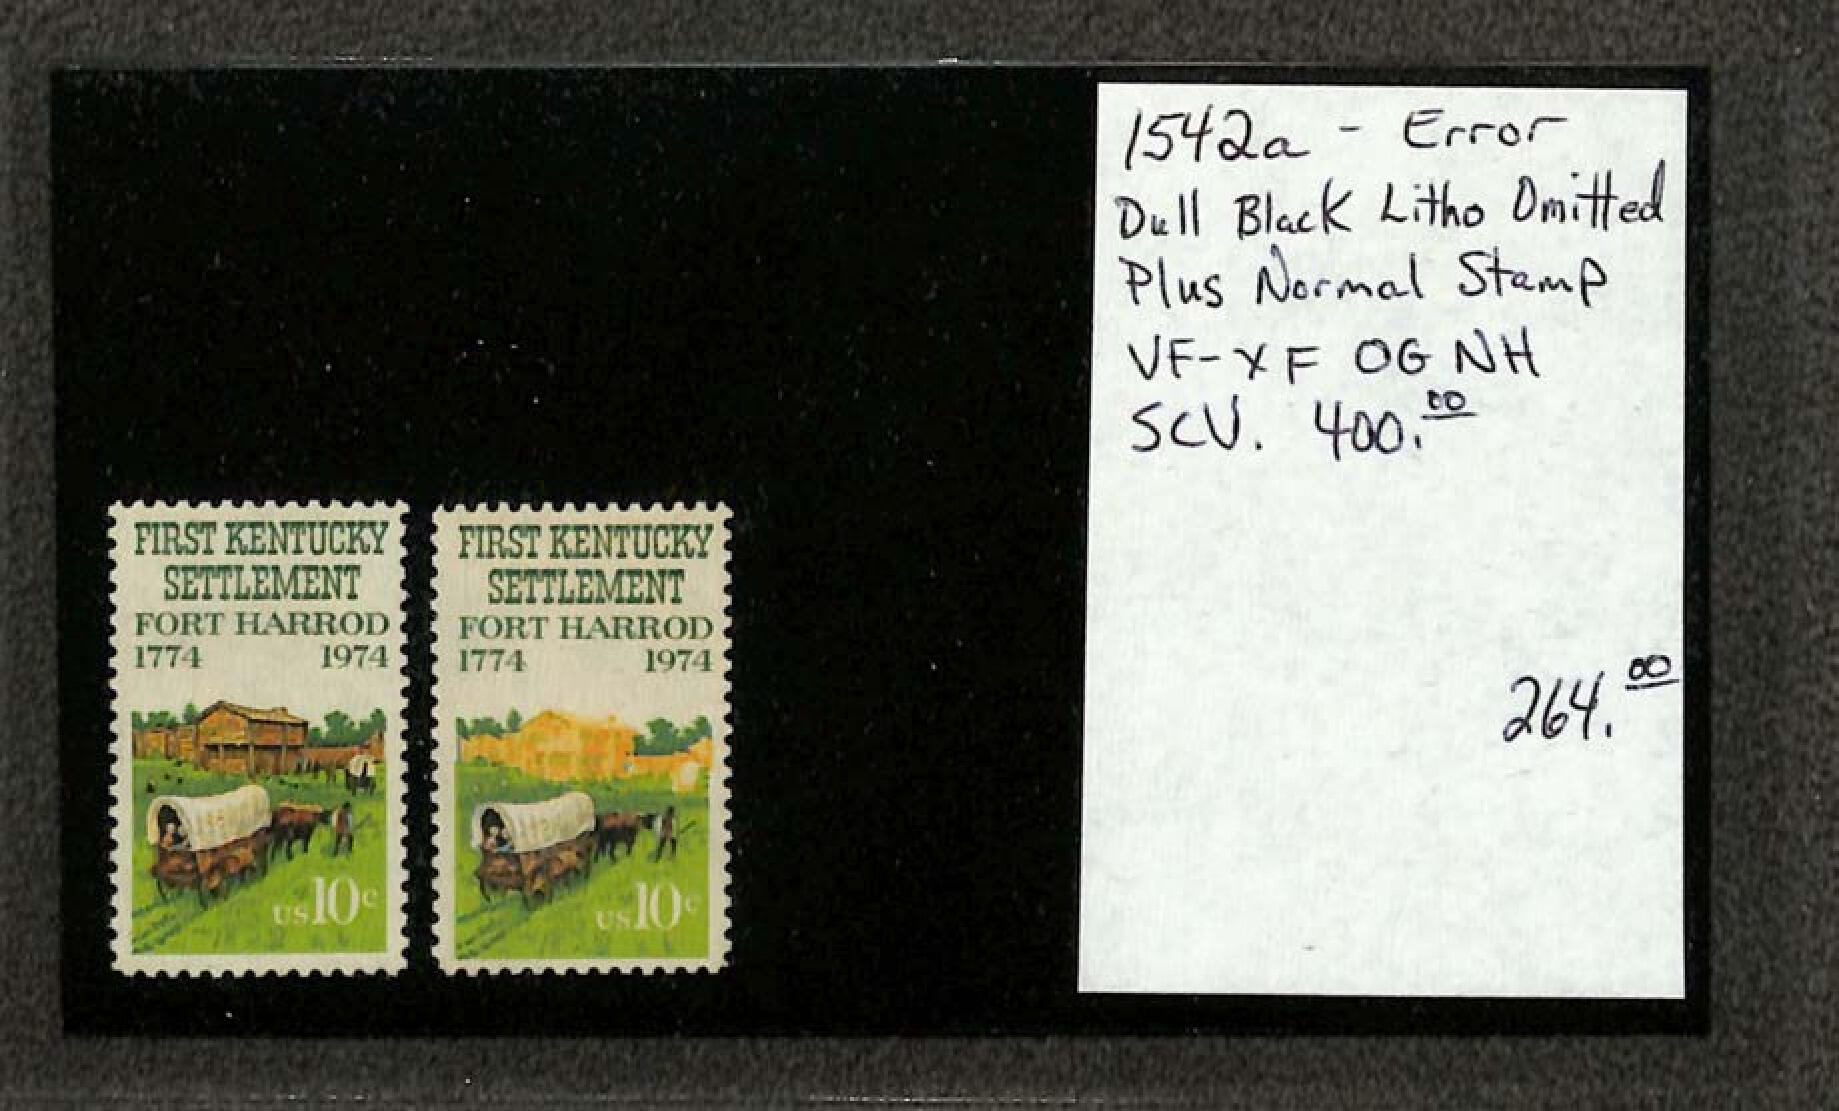 1542a - Error
Dull Black Litho Omitted
Plus Normal Stamp
VF-XF OG NH
SCV. 400.00
264.00
FIRST KENTUCKY
SETTLEMENT
FORT HARROD
1774 1974
US10c
FIRST KENTUCKY
SETTLEMENT
FORT HARROD
1774 1974
US10c